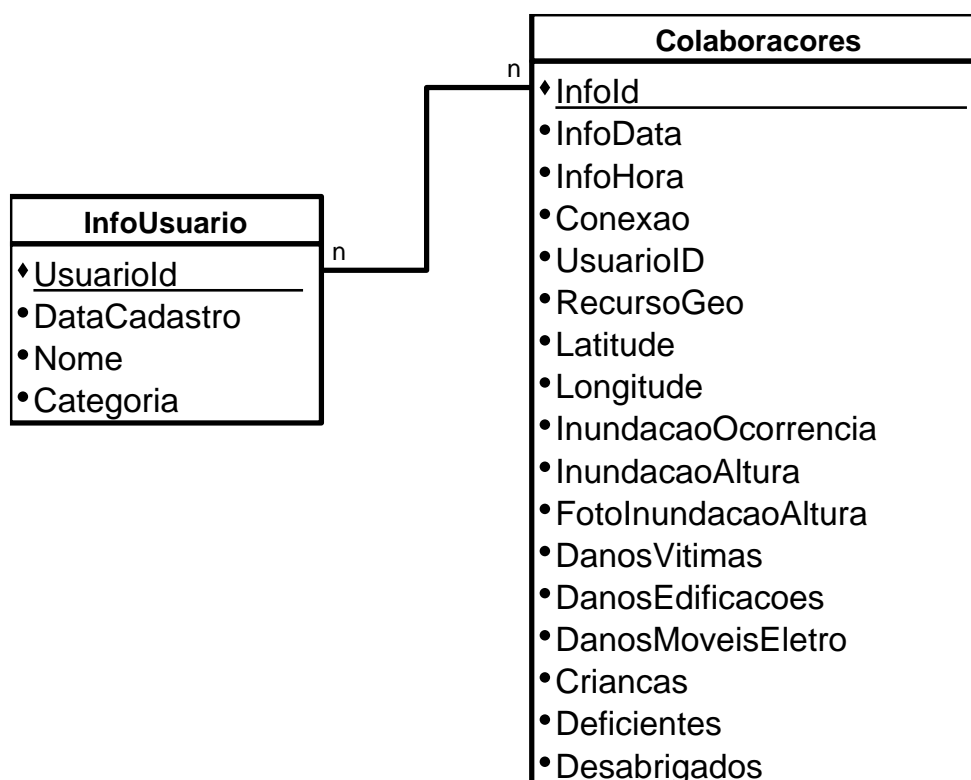 InfoUsuario
UsuarioId
DataCadastro
Nome
Categoria
n
n
Colaboracores
InfoId
InfoData
InfoHora
Conexao
UsuarioID
RecursoGeo
Latitude
Longitude
InundacaoOcorrencia
InundacaoAltura
FotoInundacaoAltura
DanosVitimas
DanosEdificacoes
DanosMoveisEletro
Criancas
Deficientes
Desabrigados